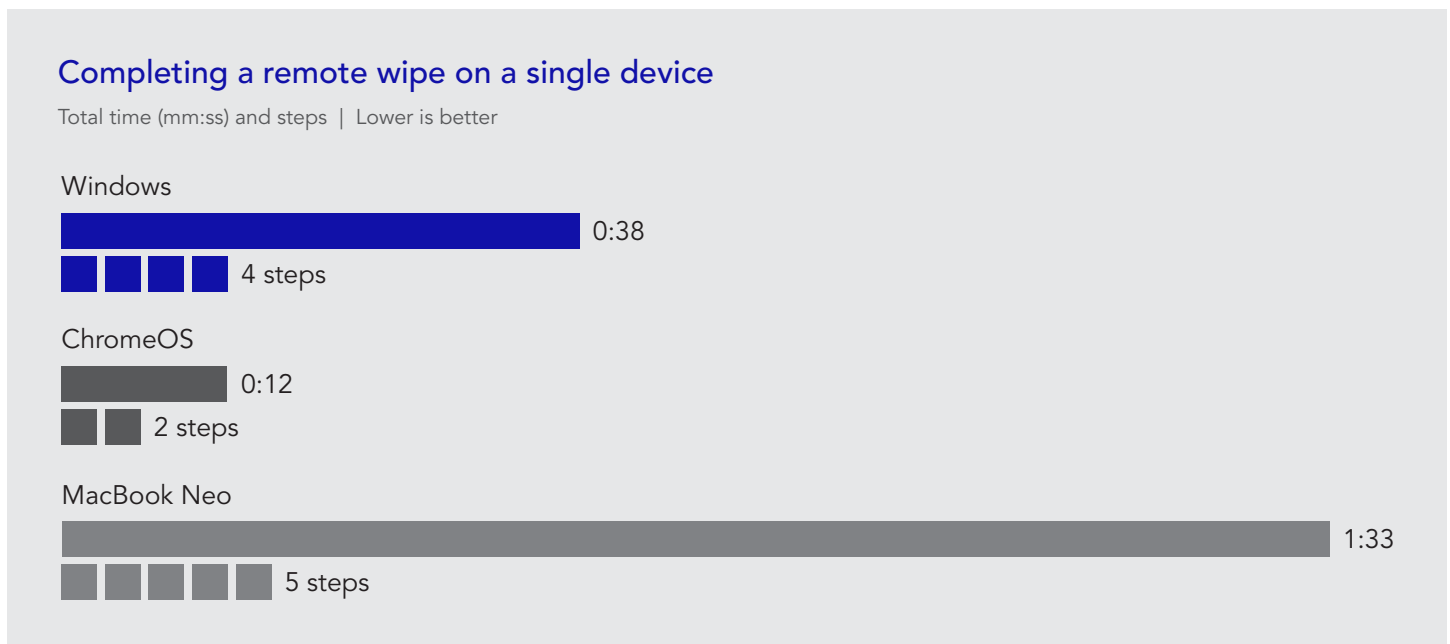 Completing a remote wipe on a single device
Total time (mm:ss) and steps | Lower is better
Windows
0:38
4 steps
ChromeOS
0:12
2 steps
MacBook Neo
1:33
5 steps